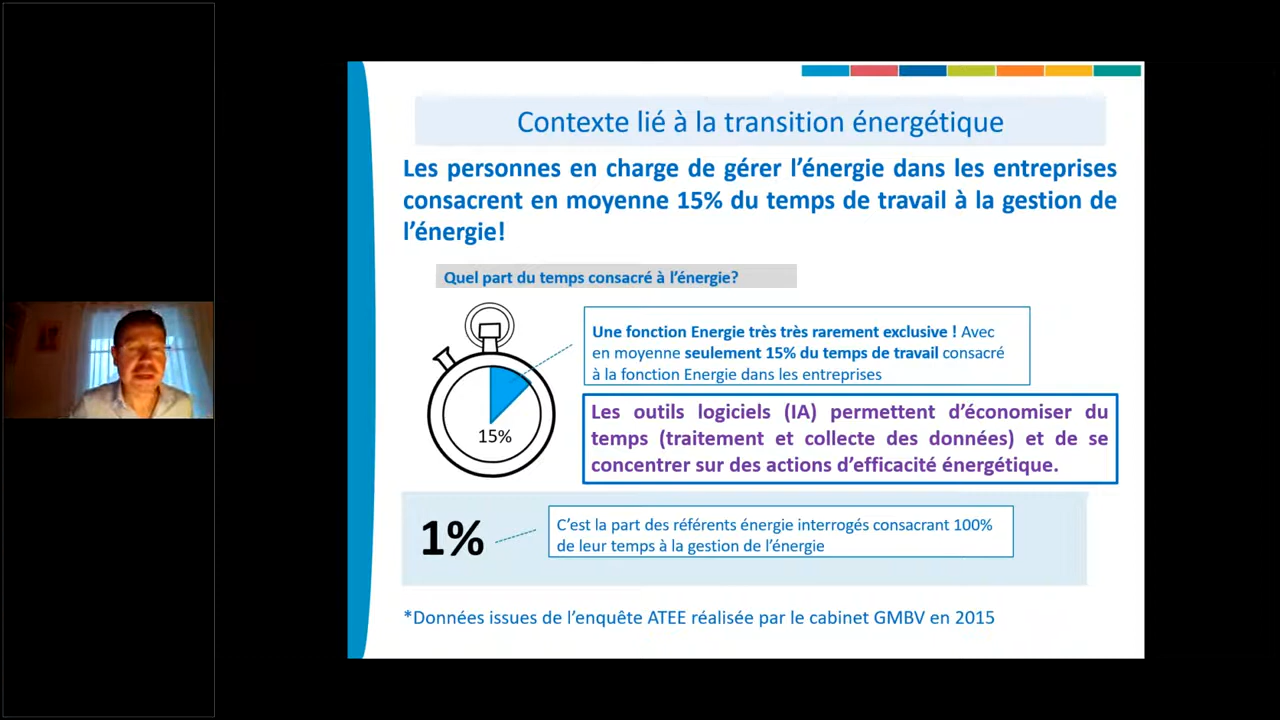 Contexte lié à la transition énergétique
Les personnes en charge de gérer l’énergie dans les entreprises
consacrent en moyenne 15% du temps de travail à la gestion de
l’énergie!
Quel part du temps consacré à l’énergie?
Une fonction Energie très très rarement exclusive ! Avec
en moyenne seulement 15% du temps de travail consacré
à la fonction Energie dans les entreprises
15%
Les outils logiciels (IA) permettent d’économiser du
temps (traitement et collecte des données) et de se
concentrer sur des actions d’efficacité énergétique.
1%
C’est la part des référents énergie interrogés consacrant 100%
de leur temps à la gestion de l’énergie
*Données issues de l’enquête ATEE réalisée par le cabinet GMBV en 2015